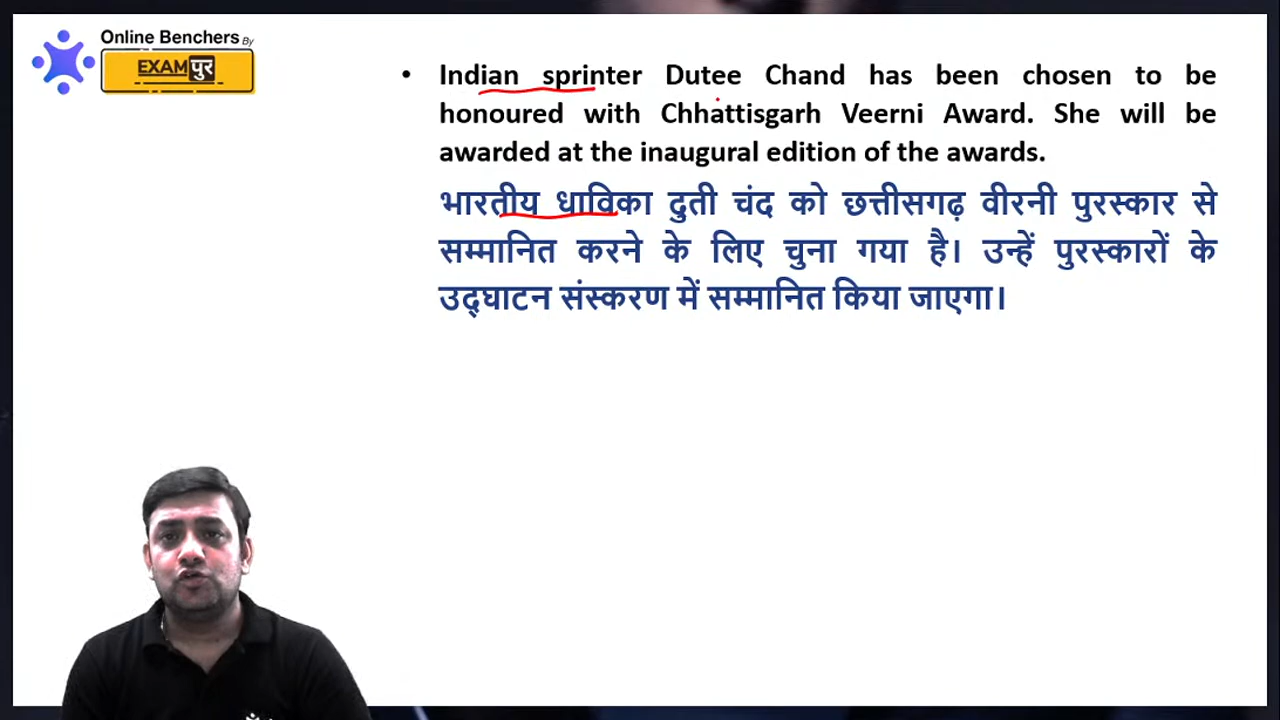 Online Benchers By
EXAMपुर
• Indian sprinter Dutee Chand has been chosen to be
honoured with Chhattisgarh Veerni Award. She will be
awarded at the inaugural edition of the awards.
भारतीय धाविका दुती चंद को छत्तीसगढ़ वीरनी पुरस्कार से
सम्मानित करने के लिए चुना गया है। उन्हें पुरस्कारों के
उद्घाटन संस्करण में सम्मानित किया जाएगा।